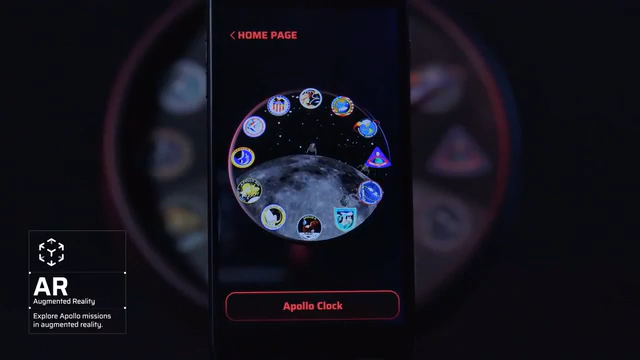 HOME PAGE
Apollo Clock
AR
Augmented Reality
Explore Apollo missions
in augmented reality.